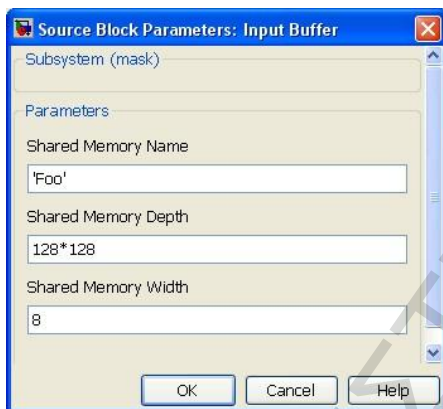 Source Block Parameters: Input Buffer
Subsystem (mask)
Parameters
Shared Memory Name
'Foo'
Shared Memory Depth
128*128
Shared Memory Width
8
OK Cancel Help